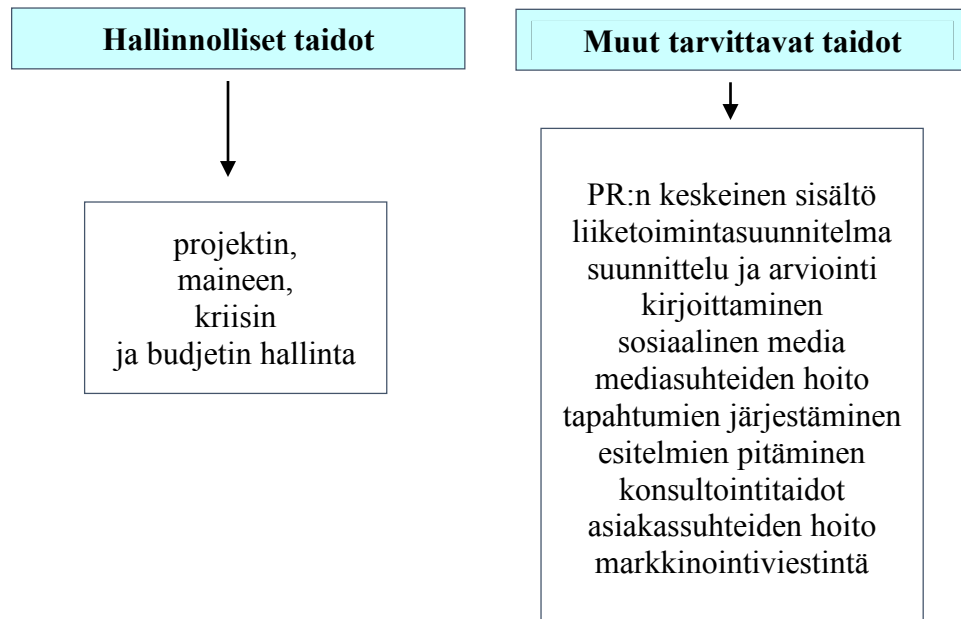 Hallinnolliset taidot
projektin,
maineen,
kriisin
ja budjetin hallinta
Muut tarvittavat taidot
PR:n keskeinen sisältö
liiketoimintasuunnitelma
suunnittelu ja arviointi
kirjoittaminen
sosiaalinen media
mediasuhteiden hoito
tapahtumien järjestäminen
esitelmien pitäminen
konsultointitaidot
asiakassuhteiden hoito
markkinointiviestintä